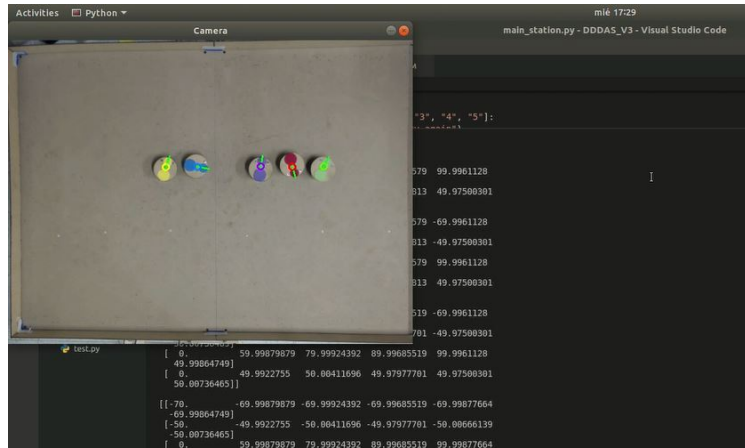 Activities Python mié 17:29
Camera
main_station.py - DDDAS_V3 - Visual Studio Code
"3", "4", "5"]:
579 99.9961128
813 49.97500301
579 -69.9961128
813 -49.97500301
579 99.9961128
813 49.97500301
519 -69.9961128
701 -49.97500301
test.py
[ 0. 59.99879879 79.99924392 89.99685519 99.9961128
49.99864749]
[ 0. 49.9922755 50.00411696 49.97977701 49.97500301
50.00736465]]
[[-70. -69.99879879 -69.99924392 -69.99685519 -69.99877664
-69.99864749]
[-50. -49.9922755 -50.00411696 -49.97977701 -50.00666139
-50.00736465]
[ 0. 59.99879879 79.99924392 89.99685519 99.99877664